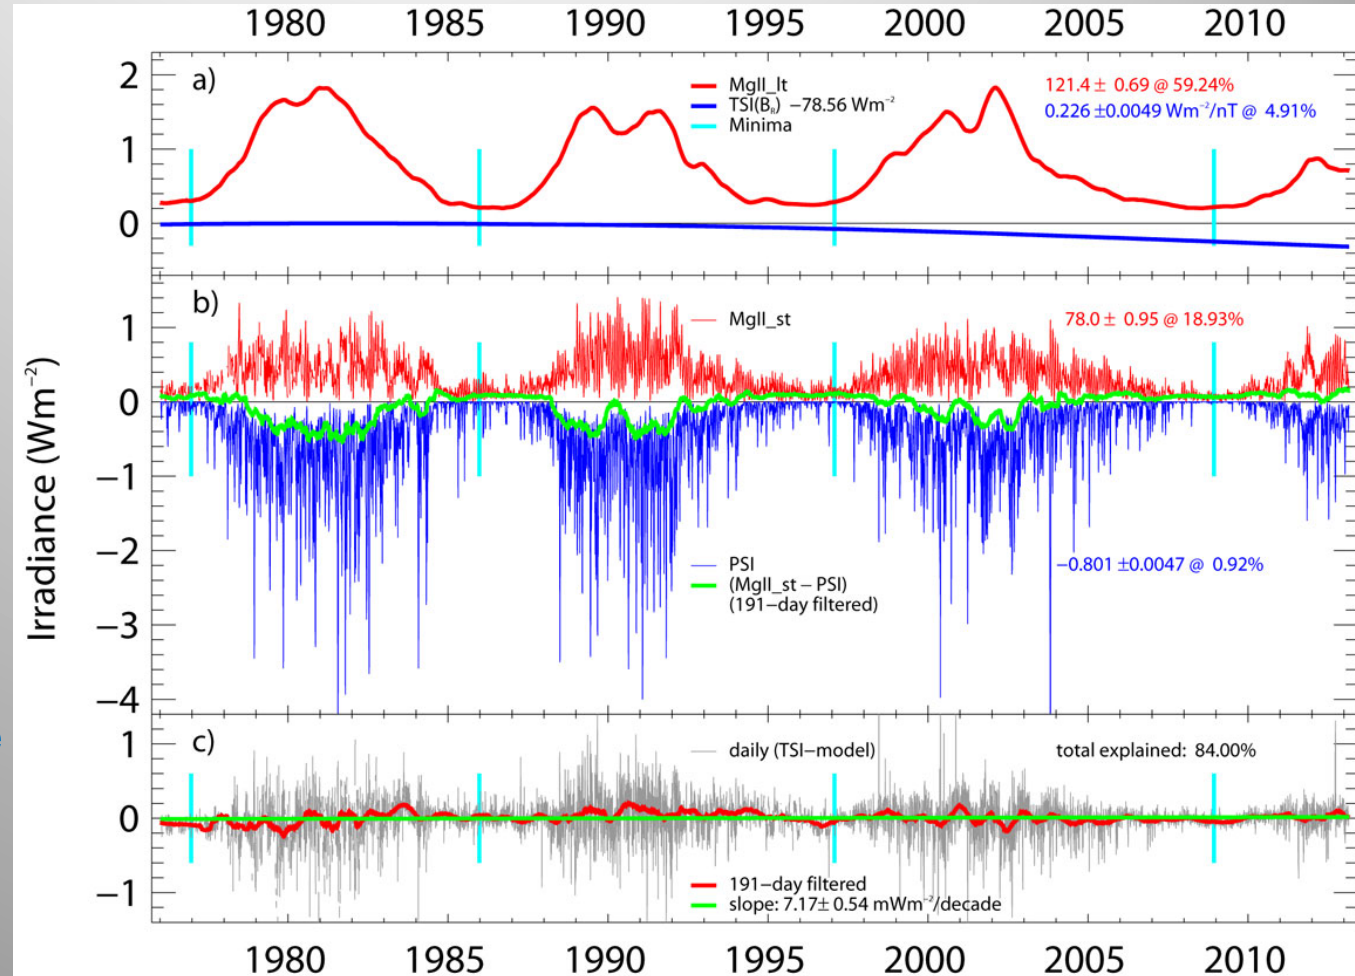 1980 1985 1990 1995 2000 2005 2010
a)
2
1
0
MgII_lt
TSI(B_R) −78.56 Wm⁻²
Minima
121.4 ± 0.69 @ 59.24%
0.226 ±0.0049 Wm⁻²/nT @ 4.91%
b)
1
0
−1
−2
−3
−4
MgII_st
78.0 ± 0.95 @ 18.93%
Irradiance (Wm⁻²)
PSI
(MgII_st − PSI)
(191−day filtered)
−0.801 ±0.0047 @ 0.92%
c)
1
0
−1
daily (TSI−model)
total explained: 84.00%
191−day filtered
slope: 7.17± 0.54 mWm⁻²/decade
1980 1985 1990 1995 2000 2005 2010